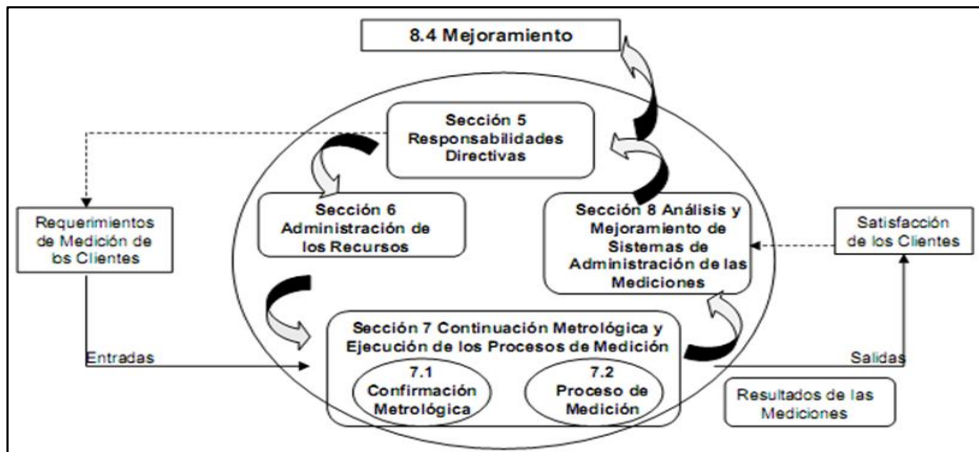 8.4 Mejoramiento
Sección 5
Responsabilidades
Directivas
Sección 6
Administración de
los Recursos
Sección 8 Análisis y
Mejoramiento de
Sistemas de
Administración de las
Mediciones
Requerimientos
de Medición de
los Clientes
Satisfacción
de los Clientes
Sección 7 Continuación Metrológica y
Ejecución de los Procesos de Medición
7.1
Confirmación
Metrológica
7.2
Proceso de
Medición
Entradas
Salidas
Resultados de las
Mediciones